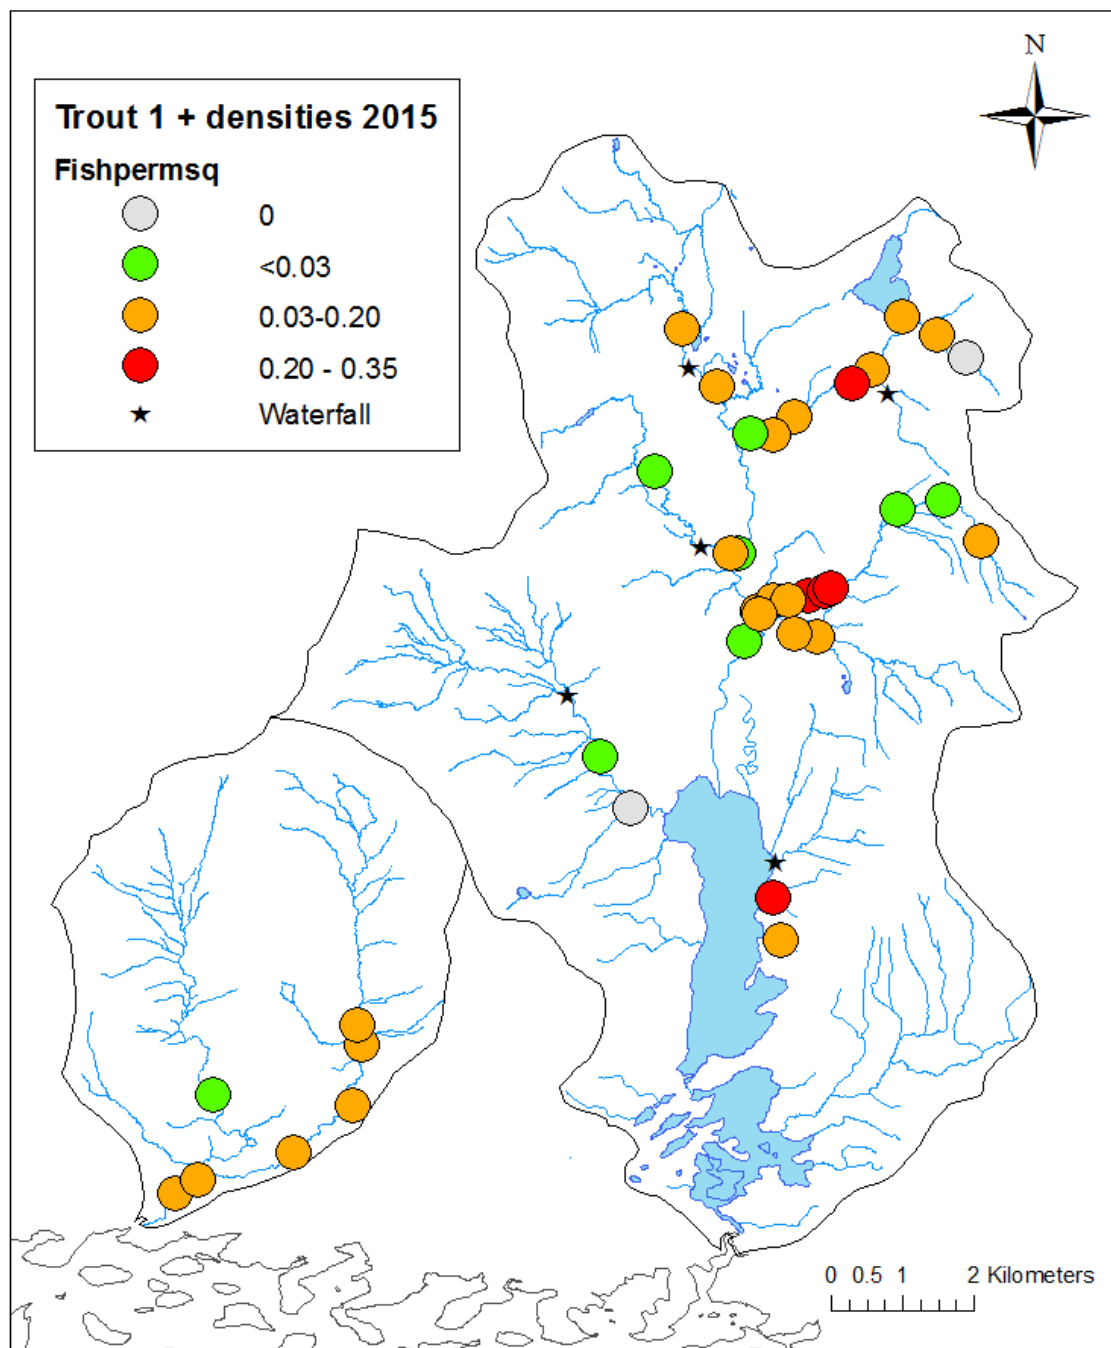 N
Trout 1 + densities 2015
Fishpermsq
0
<0.03
0.03-0.20
0.20 - 0.35
Waterfall
0 0.5 1 2 Kilometers